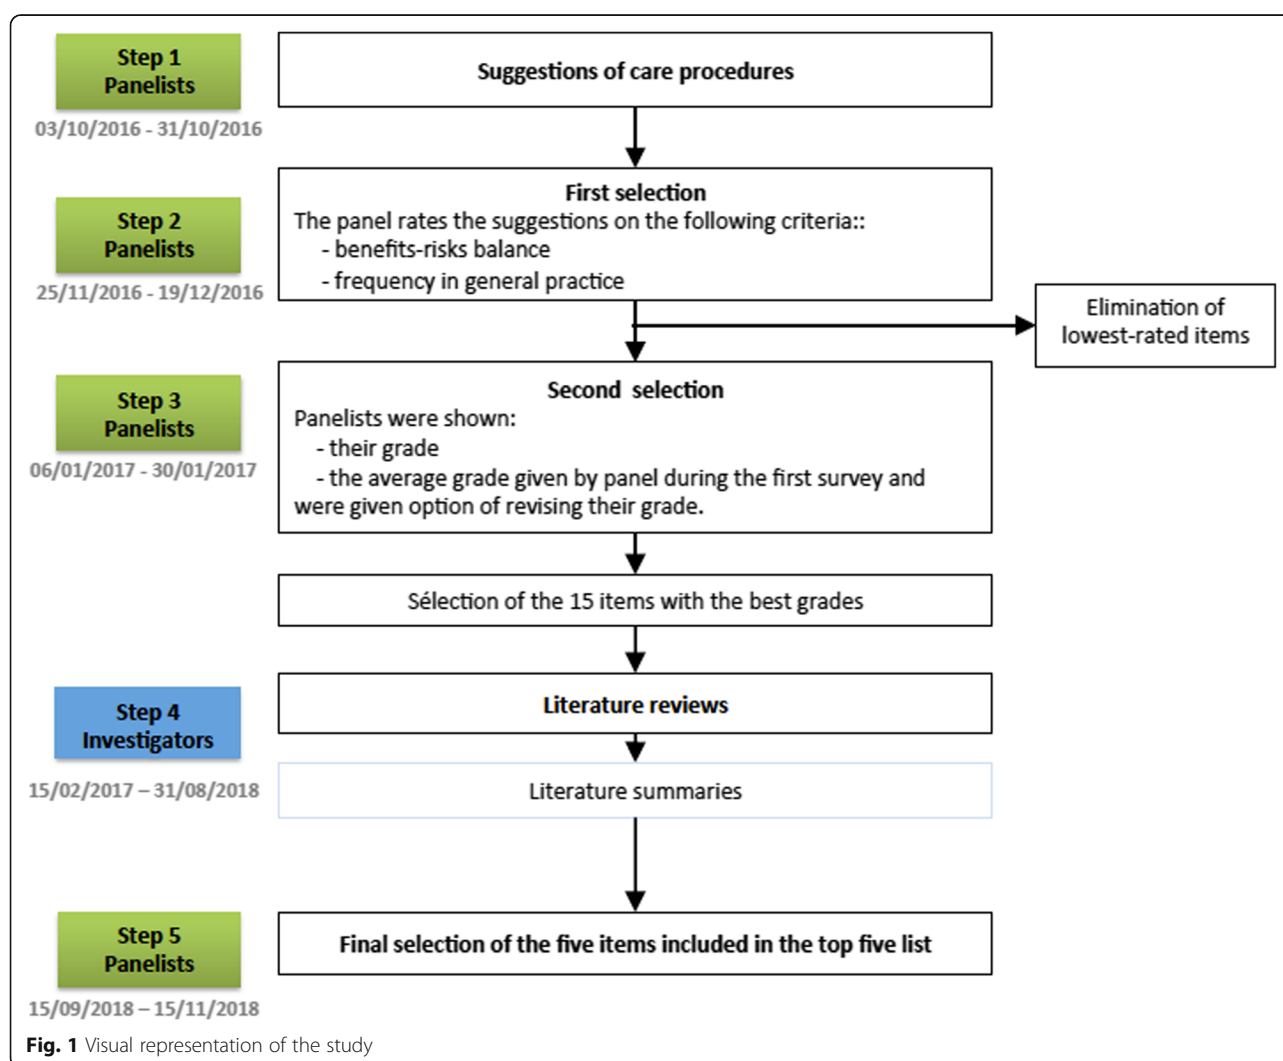 Step 1
Panelists
03/10/2016 - 31/10/2016
Suggestions of care procedures
Step 2
Panelists
25/11/2016 - 19/12/2016
First selection
The panel rates the suggestions on the following criteria::
- benefits-risks balance
- frequency in general practice
Elimination of
lowest-rated items
Step 3
Panelists
06/01/2017 - 30/01/2017
Second selection
Panelists were shown:
- their grade
- the average grade given by panel during the first survey and
were given option of revising their grade.
Sélection of the 15 items with the best grades
Step 4
Investigators
15/02/2017 – 31/08/2018
Literature reviews
Literature summaries
Step 5
Panelists
15/09/2018 – 15/11/2018
Final selection of the five items included in the top five list
Fig. 1 Visual representation of the study